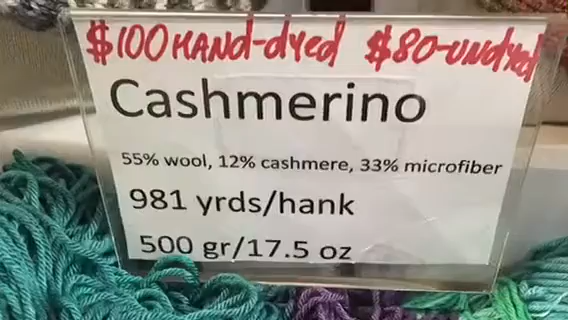 $100 HAND-dyed $80-UNdyed
Cashmerino
55% wool, 12% cashmere, 33% microfiber
981 yrds/hank
500 gr/17.5 oz